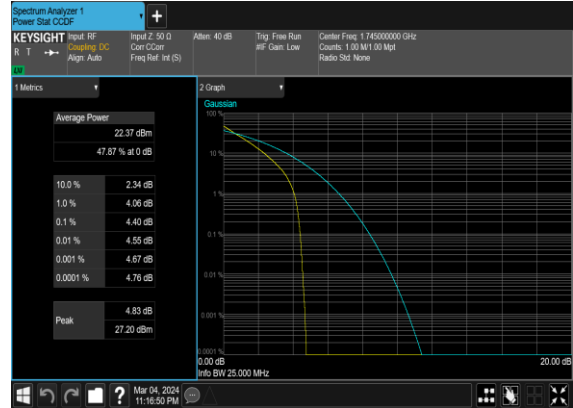 Spectrum Analyzer 1
Power Stat CCDF
+
KEYSIGHT
R T
LM
Input: RF
Coupling: DC
Align: Auto
Input Z: 50 Ω
Corr CCorr
Freq Ref: Int (S)
Atten: 40 dB
Trig: Free Run
#IF Gain: Low
Center Freq: 1.745000000 GHz
Counts: 1.00 M/1.00 Mpt
Radio Std: None
1 Metrics
Average Power
22.37 dBm
47.87 % at 0 dB
10.0 % 2.34 dB
1.0 % 4.06 dB
0.1 % 4.40 dB
0.01 % 4.55 dB
0.001 % 4.67 dB
0.0001 % 4.76 dB
Peak
4.83 dB
27.20 dBm
2 Graph
Gaussian
100 %
10 %
1 %
0.1 %
0.01 %
0.001 %
0.0001 %
0.00 dB
20.00 dB
Info BW 25.000 MHz
?
Mar 04, 2024
11:16:50 PM